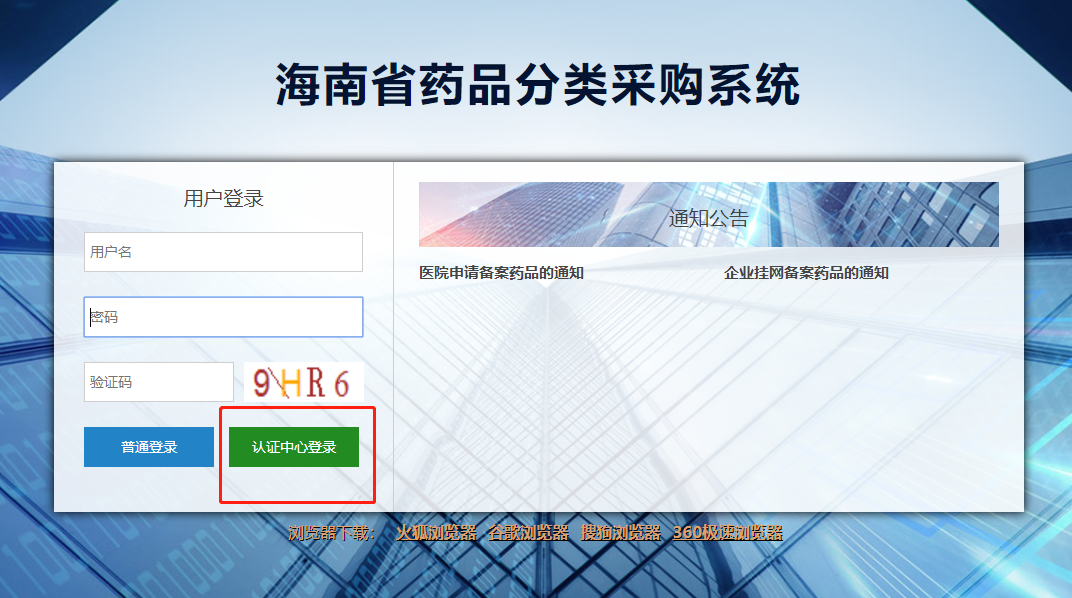 海南省药品分类采购系统
用户登录
用户名
密码
验证码
9HR6
普通登录
认证中心登录
通知公告
医院申请备案药品的通知
企业挂网备案药品的通知
浏览器下载： 火狐浏览器 谷歌浏览器 搜狗浏览器 360极速浏览器